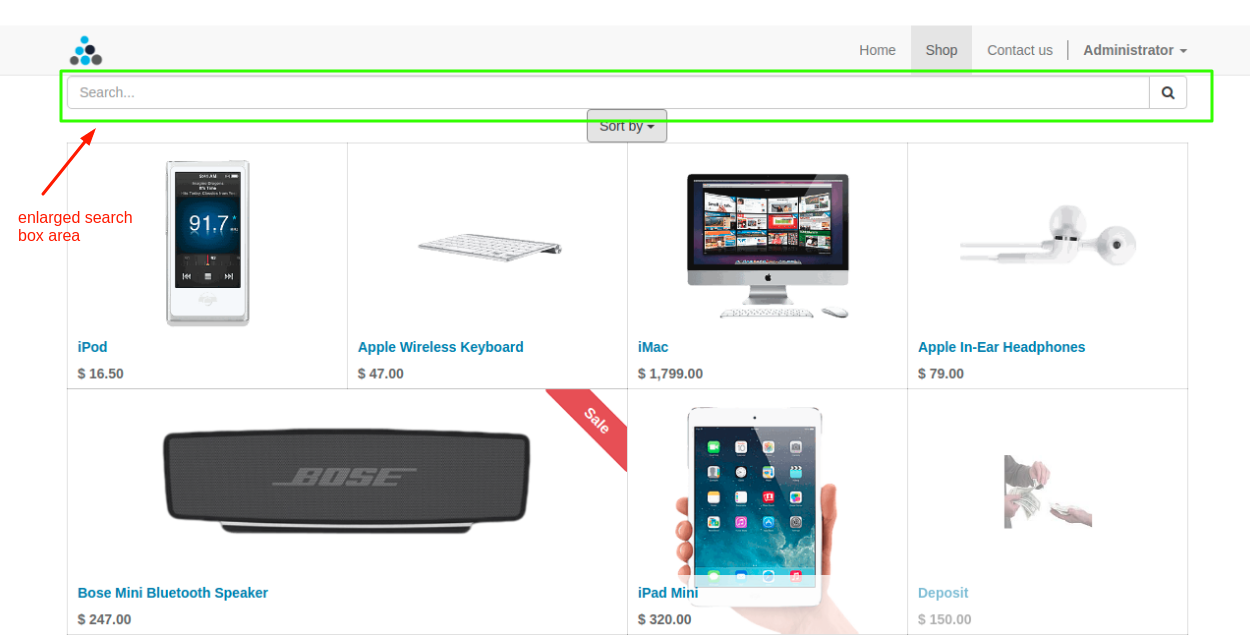 Home Shop Contact us Administrator
Search...
Sort by
enlarged search
box area
91.7
iPod
$ 16.50
Apple Wireless Keyboard
$ 47.00
iMac
$ 1,799.00
Apple In-Ear Headphones
$ 79.00
Sale
BOSE
Bose Mini Bluetooth Speaker
$ 247.00
iPad Mini
$ 320.00
Deposit
$ 150.00